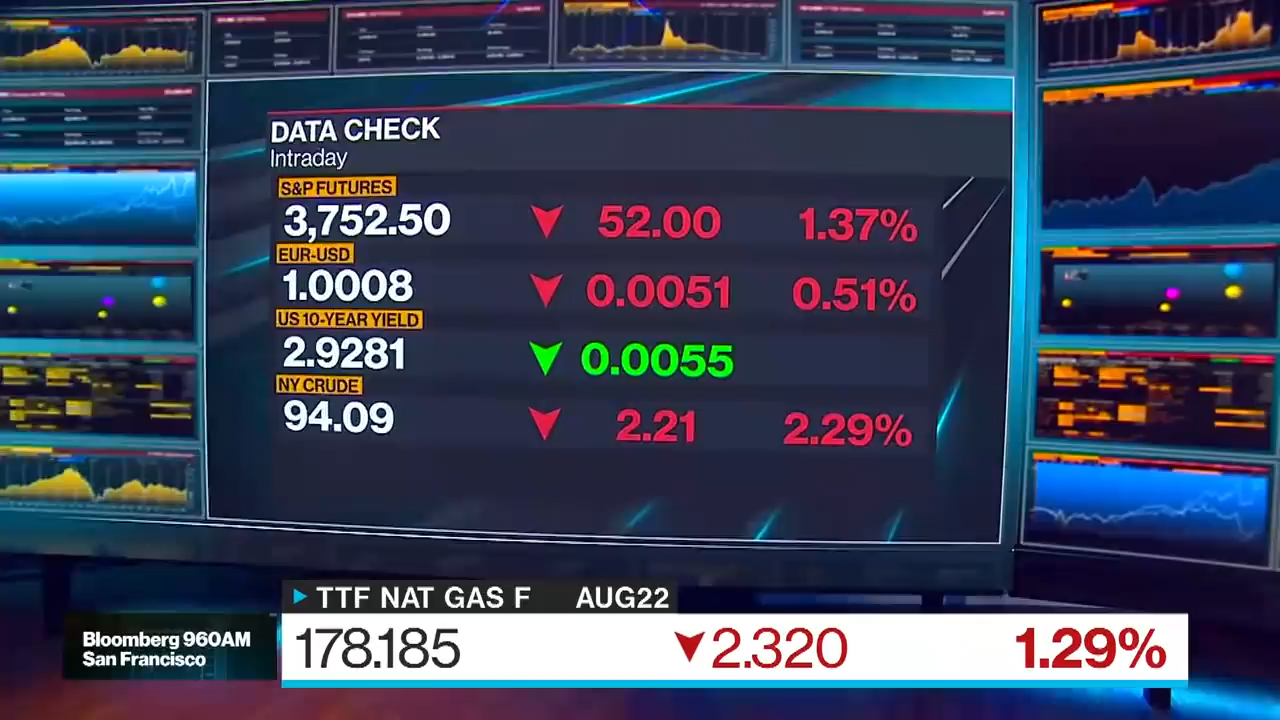 DATA CHECK
Intraday
S&P FUTURES
3,752.50 ▼ 52.00 1.37%
EUR-USD
1.0008 ▼ 0.0051 0.51%
US 10-YEAR YIELD
2.9281 ▼ 0.0055
NY CRUDE
94.09 ▼ 2.21 2.29%
TTF NAT GAS F AUG22
Bloomberg 960AM
San Francisco
178.185 ▼2.320 1.29%